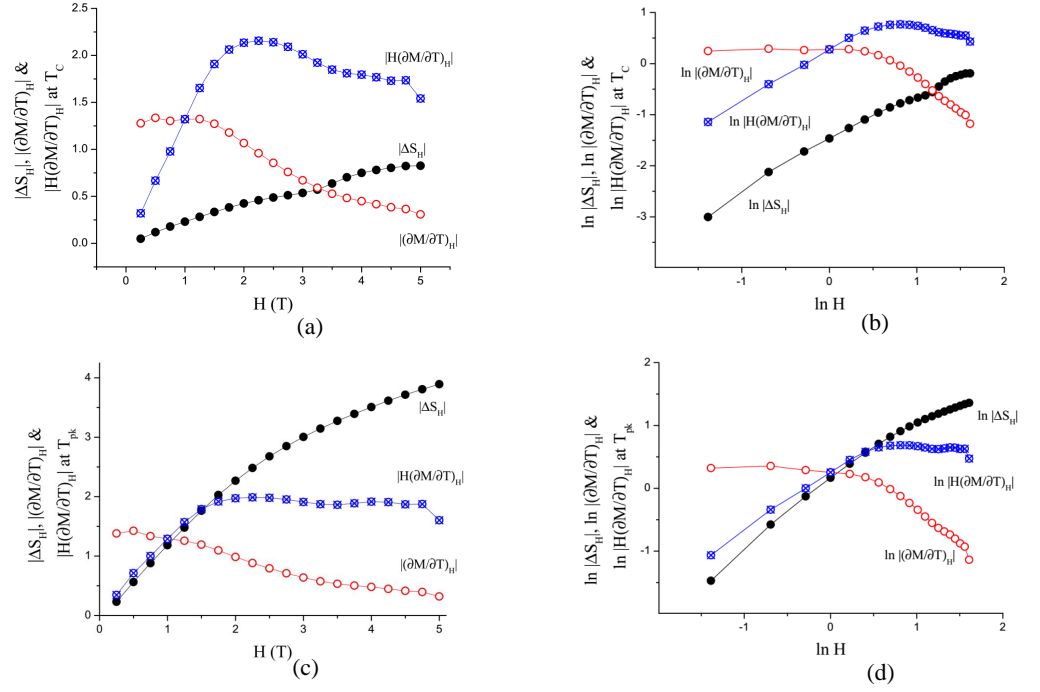 |ΔS_H|, |(∂M/∂T)_H| &
|H(∂M/∂T)_H| at T_C
2.5
2.0
1.5
1.0
0.5
0.0
|H(∂M/∂T)_H|
|ΔS_H|
|(∂M/∂T)_H|
0 1 2 3 4 5
H (T)
(a)
ln |ΔS_H|, ln |(∂M/∂T)_H| &
ln |H(∂M/∂T)_H| at T_C
1
0
-1
-2
-3
ln |(∂M/∂T)_H|
ln |H(∂M/∂T)_H|
ln |ΔS_H|
-1 0 1 2
ln H
(b)
|ΔS_H|, |(∂M/∂T)_H| &
|H(∂M/∂T)_H| at T_pk
4
3
2
1
0
|ΔS_H|
|H(∂M/∂T)_H|
|(∂M/∂T)_H|
0 1 2 3 4 5
H (T)
(c)
ln |ΔS_H|, ln |(∂M/∂T)_H| &
ln |H(∂M/∂T)_H| at T_pk
2
1
0
-1
ln |ΔS_H|
ln |H(∂M/∂T)_H|
ln |(∂M/∂T)_H|
-1 0 1 2
ln H
(d)